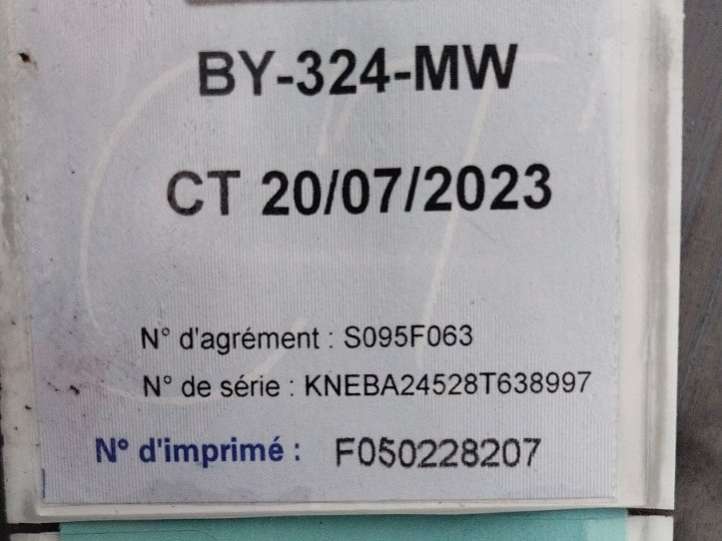 BY-324-MW
CT 20/07/2023
N° d'agrément : S095F063
N° de série : KNEBA24528T638997
N° d'imprimé : F050228207